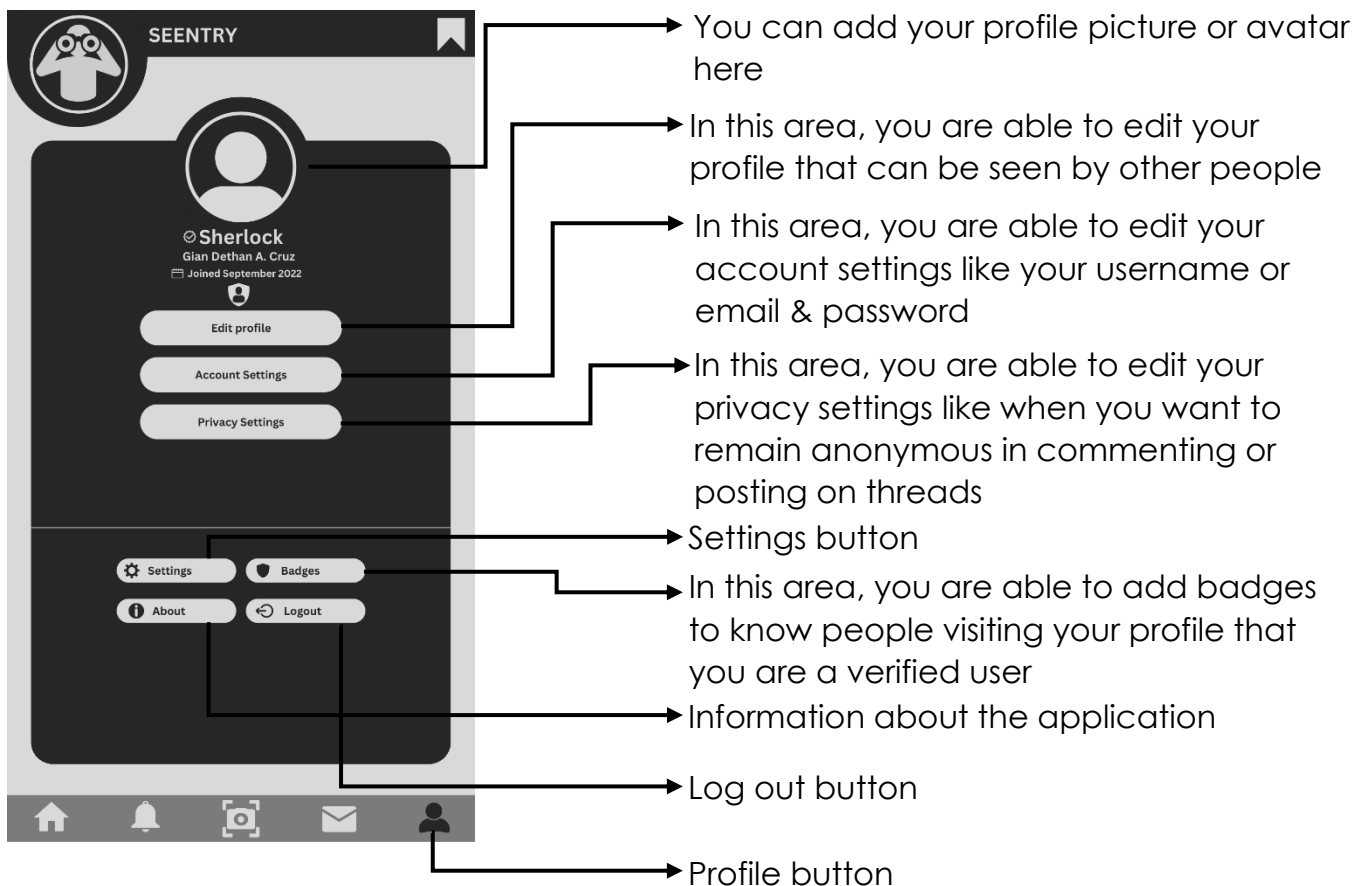 SEENTRY
Sherlock
Gian Dethan A. Cruz
Joined September 2022
Edit profile
Account Settings
Privacy Settings
Settings
Badges
About
Logout
You can add your profile picture or avatar
here
In this area, you are able to edit your
profile that can be seen by other people
In this area, you are able to edit your
account settings like your username or
email & password
In this area, you are able to edit your
privacy settings like when you want to
remain anonymous in commenting or
posting on threads
Settings button
In this area, you are able to add badges
to know people visiting your profile that
you are a verified user
Information about the application
Log out button
Profile button